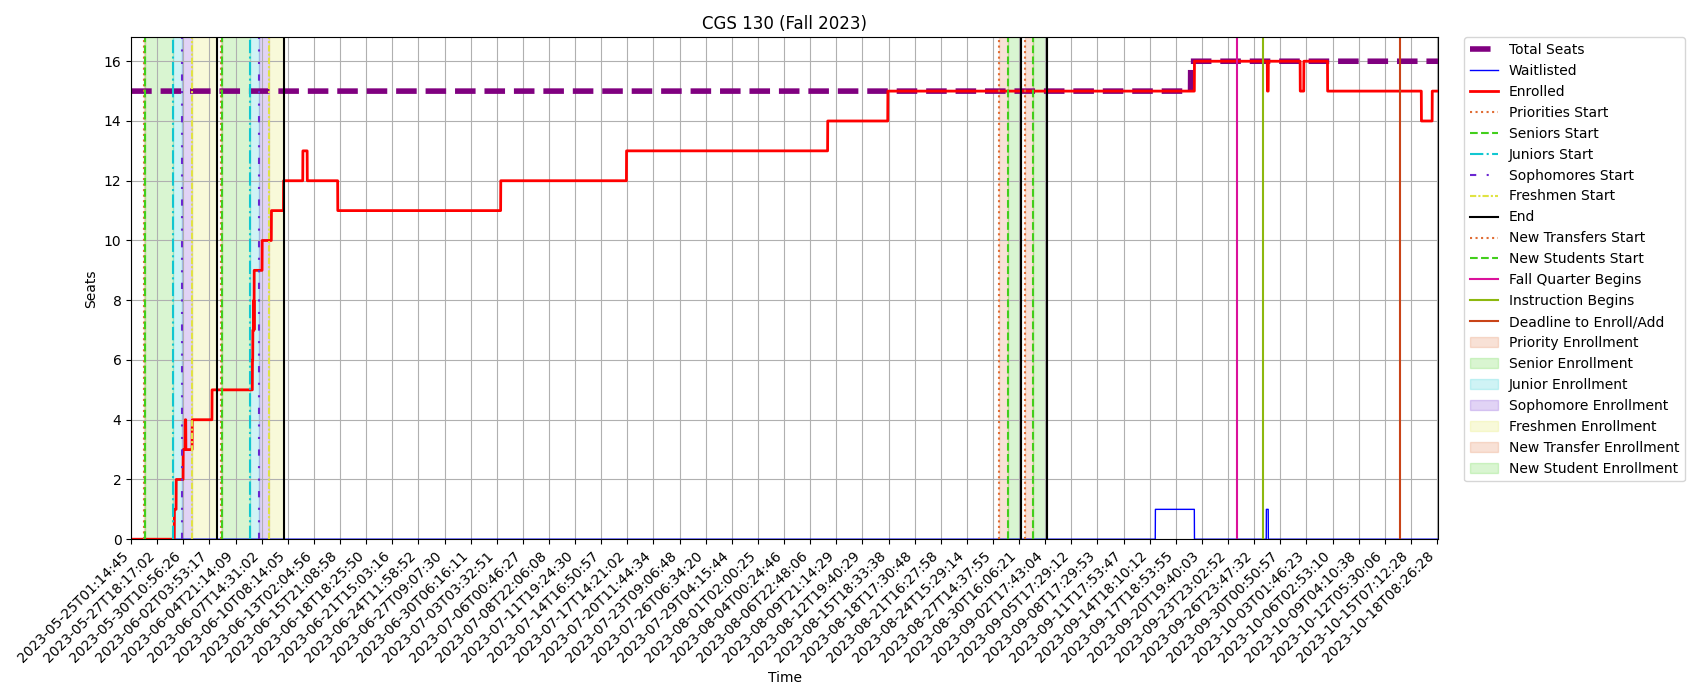 CGS 130 (Fall 2023)
Seats
16
14
12
10
8
6
4
2
0
2023-05-25T01:14:45
2023-05-27T18:17:02
2023-05-30T10:56:26
2023-06-02T03:53:17
2023-06-04T21:14:09
2023-06-07T14:31:02
2023-06-10T08:14:05
2023-06-13T02:04:56
2023-06-15T21:08:58
2023-06-18T18:25:50
2023-06-21T15:03:16
2023-06-24T11:58:52
2023-06-27T09:07:30
2023-06-30T06:16:11
2023-07-03T03:32:51
2023-07-06T00:46:27
2023-07-08T22:06:08
2023-07-11T19:24:30
2023-07-14T16:50:57
2023-07-17T14:21:02
2023-07-20T11:44:34
2023-07-23T09:06:48
2023-07-26T06:34:20
2023-07-29T04:15:44
2023-08-01T02:00:25
2023-08-04T00:24:46
2023-08-06T22:48:06
2023-08-09T21:14:29
2023-08-12T19:40:29
2023-08-15T18:33:38
2023-08-18T17:30:48
2023-08-21T16:27:58
2023-08-24T15:29:14
2023-08-27T14:37:55
2023-08-30T16:06:21
2023-09-02T17:43:04
2023-09-05T17:29:12
2023-09-08T17:29:53
2023-09-11T17:53:47
2023-09-14T18:10:12
2023-09-17T18:53:55
2023-09-20T19:40:03
2023-09-23T23:02:52
2023-09-26T23:47:32
2023-09-30T00:50:57
2023-10-03T01:46:23
2023-10-06T02:53:10
2023-10-09T04:10:38
2023-10-12T05:30:06
2023-10-15T07:12:28
2023-10-18T08:26:28
Time
Total Seats
Waitlisted
Enrolled
Priorities Start
Seniors Start
Juniors Start
Sophomores Start
Freshmen Start
End
New Transfers Start
New Students Start
Fall Quarter Begins
Instruction Begins
Deadline to Enroll/Add
Priority Enrollment
Senior Enrollment
Junior Enrollment
Sophomore Enrollment
Freshmen Enrollment
New Transfer Enrollment
New Student Enrollment